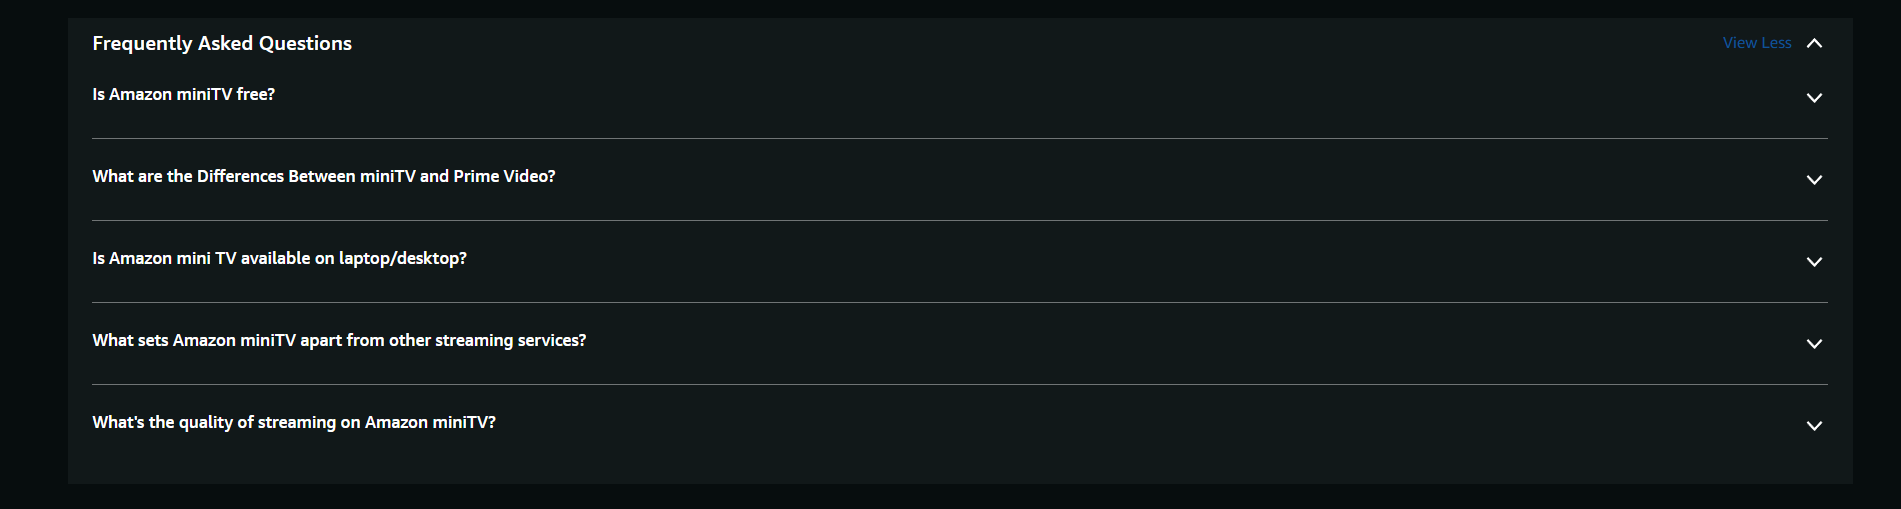 Frequently Asked Questions
View Less
Is Amazon miniTV free?
What are the Differences Between miniTV and Prime Video?
Is Amazon mini TV available on laptop/desktop?
What sets Amazon miniTV apart from other streaming services?
What's the quality of streaming on Amazon miniTV?